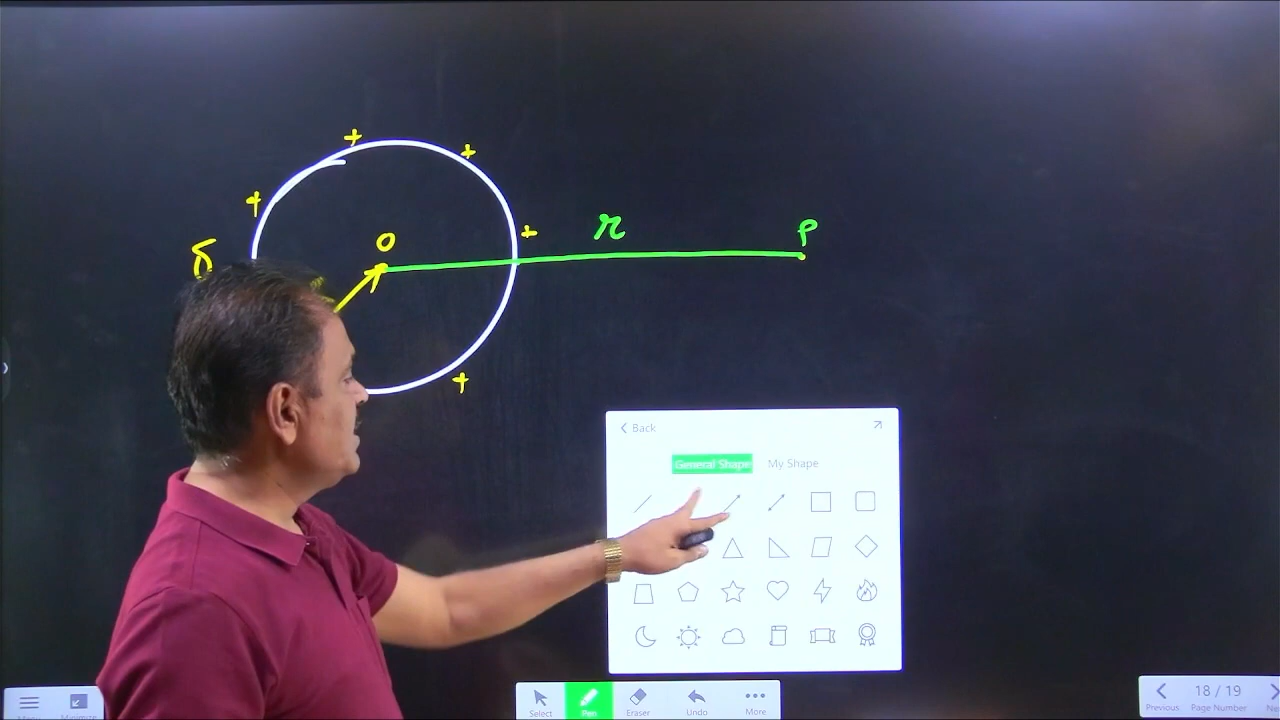 + +
+
δ O + r P
+
Back
General Shape My Shape
Select Pen Eraser Undo More
18 / 19
Previous Page Number